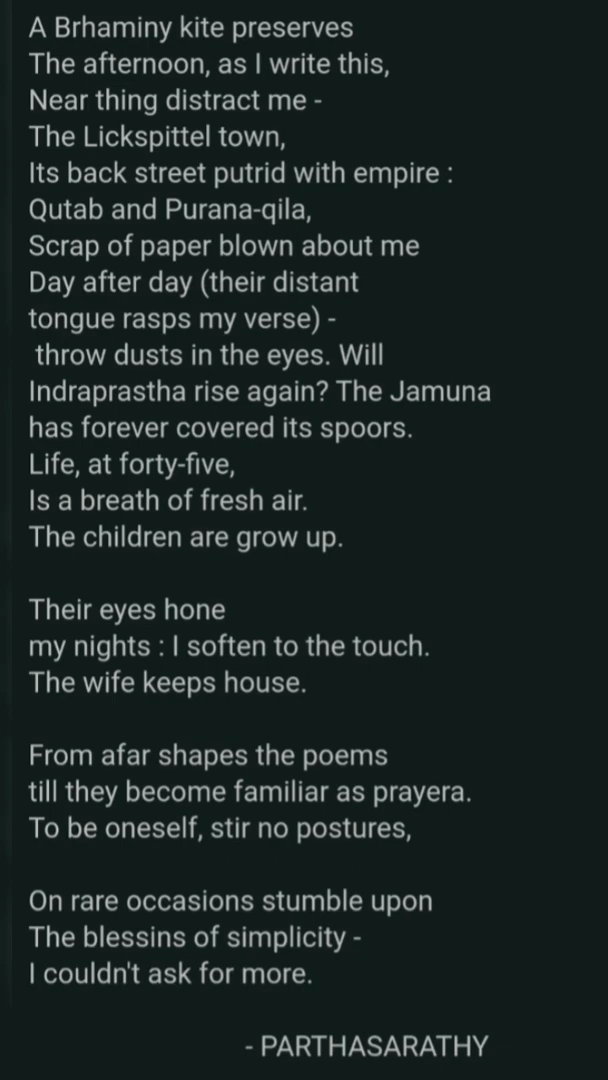 A Brhaminy kite preserves
The afternoon, as I write this,
Near thing distract me -
The Lickspittel town,
Its back street putrid with empire :
Qutab and Purana-qila,
Scrap of paper blown about me
Day after day (their distant
tongue rasps my verse) -
throw dusts in the eyes. Will
Indraprastha rise again? The Jamuna
has forever covered its spoors.
Life, at forty-five,
Is a breath of fresh air.
The children are grow up.
Their eyes hone
my nights : I soften to the touch.
The wife keeps house.
From afar shapes the poems
till they become familiar as prayera.
To be oneself, stir no postures,
On rare occasions stumble upon
The blessins of simplicity -
I couldn't ask for more.
- PARTHASARATHY